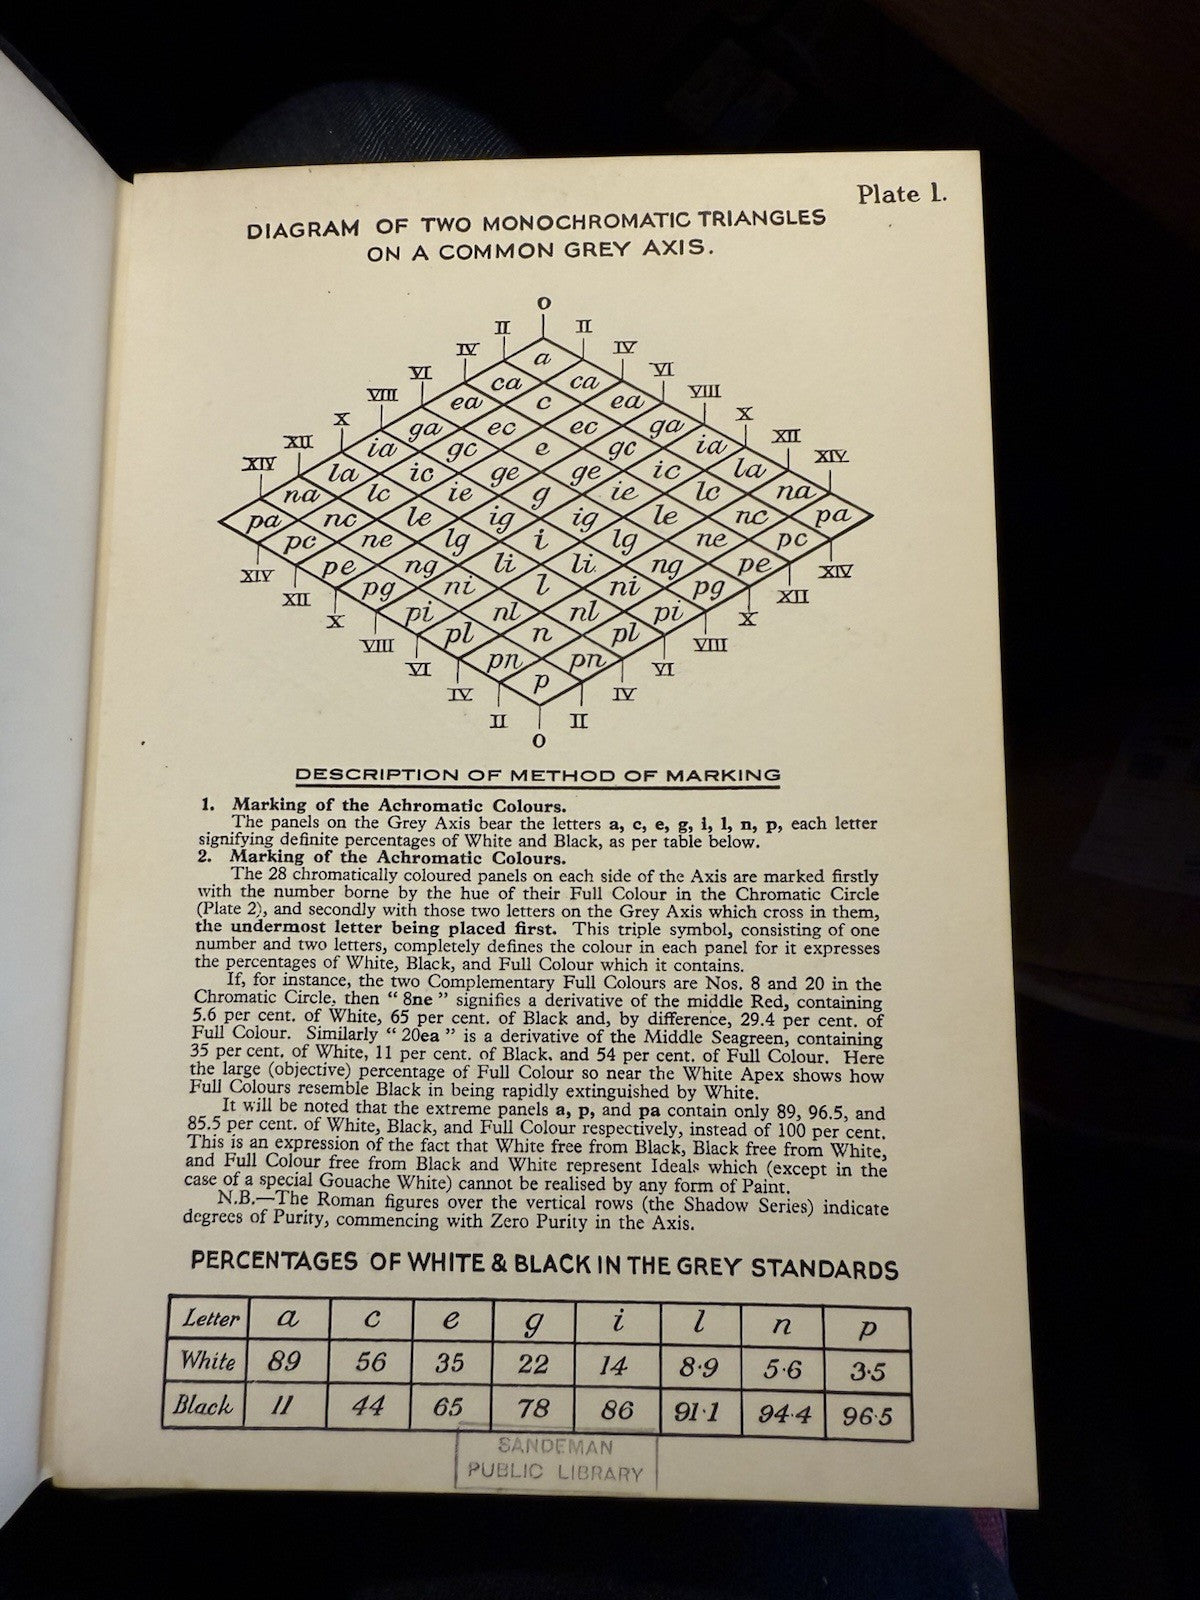 Plate 1.
DIAGRAM OF TWO MONOCHROMATIC TRIANGLES
ON A COMMON GREY AXIS.
O
II II
IV IV
a
VI VI
ca ca
VIII VIII
ea c ea
X X
ga ec ec ga
XII XII
ia gc e gc ia
XIV XIV
la ic ge ge ic la
na lc ie g ie lc na
pa nc le ig ig le nc pa
pc ne lg i lg ne pc
XIV XIV
pe ng li li ng pe
XII XII
pg ni l ni pg
X X
pi nl nl pi
VIII VIII
pl n pl
VI VI
pn pn
IV IV
p
II II
O
DESCRIPTION OF METHOD OF MARKING
1. Marking of the Achromatic Colours.
The panels on the Grey Axis bear the letters a, c, e, g, i, l, n, p, each letter
signifying definite percentages of White and Black, as per table below.
2. Marking of the Achromatic Colours.
The 28 chromatically coloured panels on each side of the Axis are marked firstly
with the number borne by the hue of their Full Colour in the Chromatic Circle
(Plate 2), and secondly with those two letters on the Grey Axis which cross in them,
the undermost letter being placed first. This triple symbol, consisting of one
number and two letters, completely defines the colour in each panel for it expresses
the percentages of White, Black, and Full Colour which it contains.
If, for instance, the two Complementary Full Colours are Nos. 8 and 20 in the
Chromatic Circle, then “ 8ne ” signifies a derivative of the middle Red, containing
5.6 per cent. of White, 65 per cent. of Black and, by difference, 29.4 per cent. of
Full Colour. Similarly “ 20ea ” is a derivative of the Middle Seagreen, containing
35 per cent. of White, 11 per cent. of Black. and 54 per cent. of Full Colour. Here
the large (objective) percentage of Full Colour so near the White Apex shows how
Full Colours resemble Black in being rapidly extinguished by White.
It will be noted that the extreme panels a, p, and pa contain only 89, 96.5, and
85.5 per cent. of White, Black, and Full Colour respectively, instead of 100 per cent.
This is an expression of the fact that White free from Black, Black free from White,
and Full Colour free from Black and White represent Ideals which (except in the
case of a special Gouache White) cannot be realised by any form of Paint.
N.B.—The Roman figures over the vertical rows (the Shadow Series) indicate
degrees of Purity, commencing with Zero Purity in the Axis.
PERCENTAGES OF WHITE & BLACK IN THE GREY STANDARDS
Letter a c e g i l n p
White 89 56 35 22 14 8·9 5·6 3·5
Black 11 44 65 78 86 91·1 94·4 96·5
SANDEMAN
PUBLIC LIBRARY